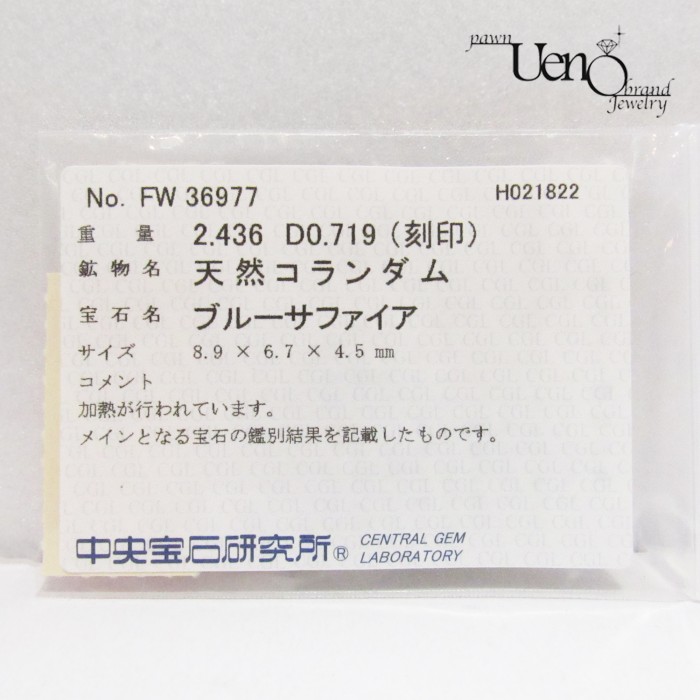 pawn
Ueno
brand
Jewelry
No. FW 36977 H021822
重量 2.436 D0.719 (刻印)
鉱物名 天然コランダム
宝石名 ブルーサファイア
サイズ 8.9 × 6.7 × 4.5 mm
コメント
加熱が行われています。
メインとなる宝石の鑑別結果を記載したものです。
中央宝石研究所® CENTRAL GEM
LABORATORY